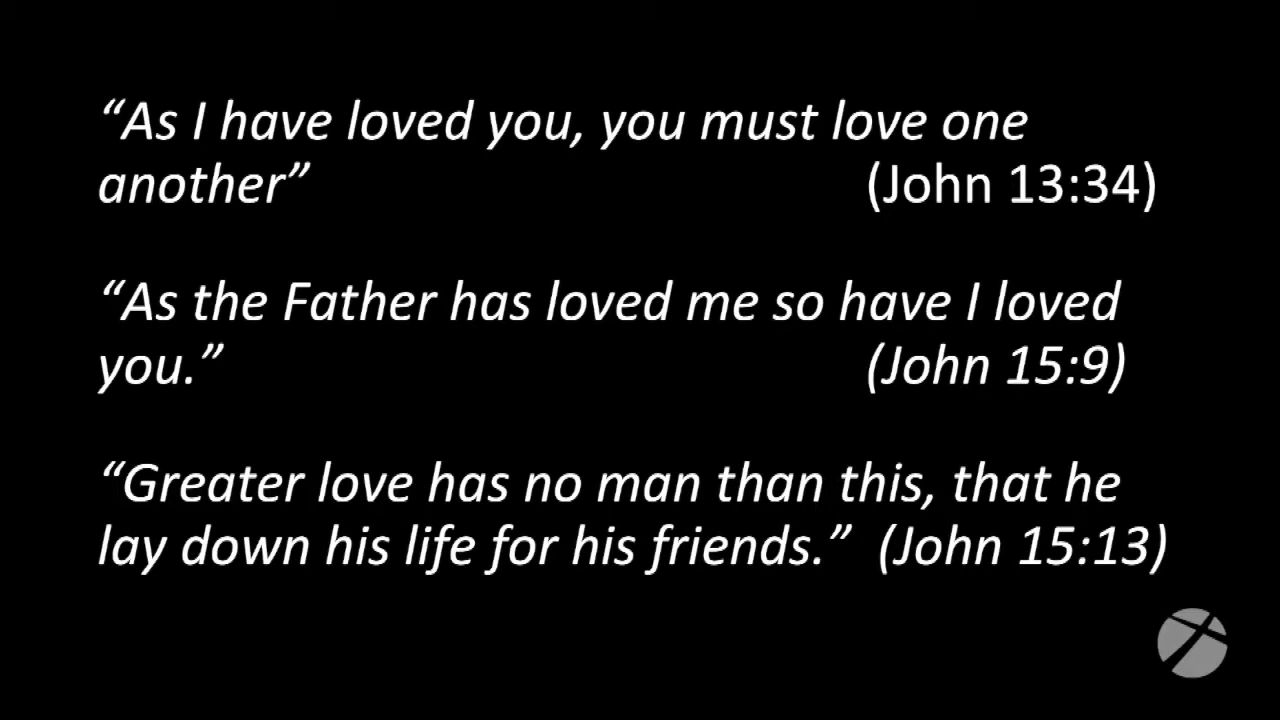 “As I have loved you, you must love one
another” (John 13:34)
“As the Father has loved me so have I loved
you.” (John 15:9)
“Greater love has no man than this, that he
lay down his life for his friends.” (John 15:13)